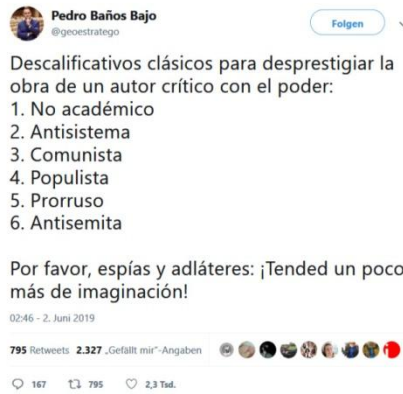 Pedro Baños Bajo
@geoestratego
Folgen
Descalificativos clásicos para desprestigiar la
obra de un autor crítico con el poder:
1. No académico
2. Antisistema
3. Comunista
4. Populista
5. Prorruso
6. Antisemita
Por favor, espías y adláteres: ¡Tended un poco
más de imaginación!
02:46 - 2. Juni 2019
795 Retweets 2.327 „Gefällt mir“-Angaben
167 795 2,3 Tsd.